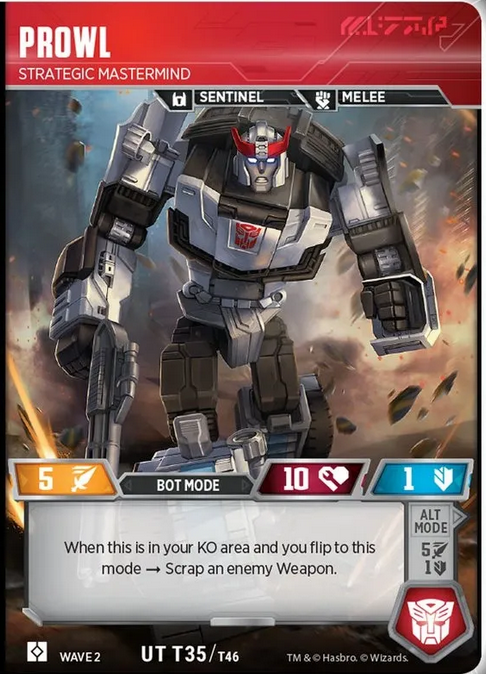 PROWL
STRATEGIC MASTERMIND
SENTINEL MELEE
5 BOT MODE 10 1
ALT
MODE
5
1
When this is in your KO area and you flip to this
mode → Scrap an enemy Weapon.
WAVE 2 UT T35/T46 TM & © Hasbro. © Wizards.